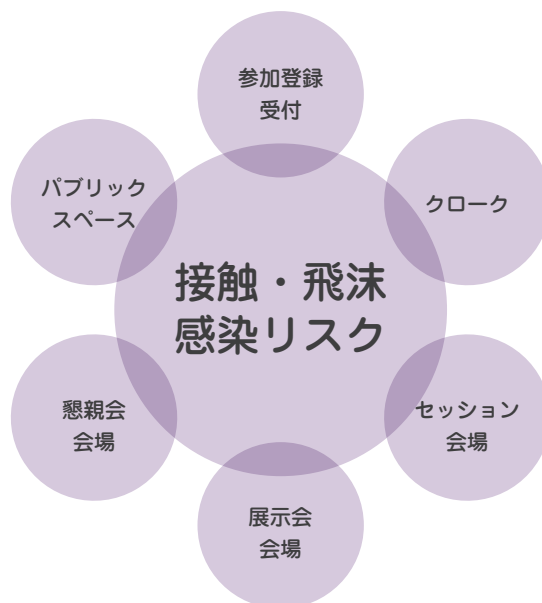 参加登録
受付
パブリック
スペース
クローク
接触・飛沫
感染リスク
懇親会
会場
セッション
会場
展示会
会場